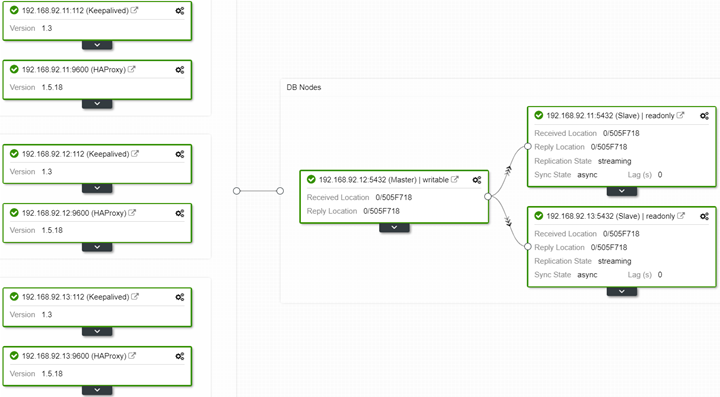 192.168.92.11:112 (Keepalived)
Version 1.3
192.168.92.11:9600 (HAProxy)
Version 1.5.18
192.168.92.12:112 (Keepalived)
Version 1.3
192.168.92.12:9600 (HAProxy)
Version 1.5.18
192.168.92.13:112 (Keepalived)
Version 1.3
192.168.92.13:9600 (HAProxy)
Version 1.5.18
DB Nodes
192.168.92.12:5432 (Master) | writable
Received Location 0/505F718
Reply Location 0/505F718
192.168.92.11:5432 (Slave) | readonly
Received Location 0/505F718
Reply Location 0/505F718
Replication State streaming
Sync State async Lag (s) 0
192.168.92.13:5432 (Slave) | readonly
Received Location 0/505F718
Reply Location 0/505F718
Replication State streaming
Sync State async Lag (s) 0